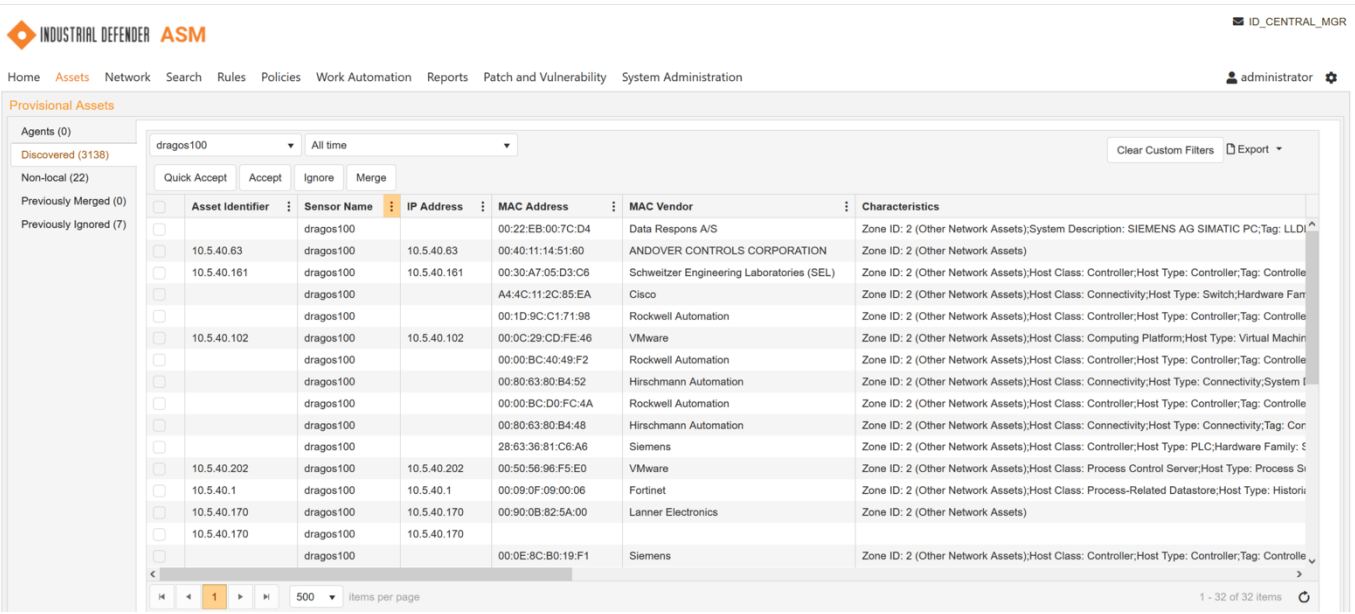 ID_CENTRAL_MGR
INDUSTRIAL DEFENDER ASM
Home Assets Network Search Rules Policies Work Automation Reports Patch and Vulnerability System Administration administrator
Provisional Assets
Agents (0)
Discovered (3138)
Non-local (22)
Previously Merged (0)
Previously Ignored (7)
dragos100 All time Clear Custom Filters Export
Quick Accept Accept Ignore Merge
Asset Identifier Sensor Name IP Address MAC Address MAC Vendor Characteristics
dragos100 00:22:EB:00:7C:D4 Data Respons A/S Zone ID: 2 (Other Network Assets);System Description: SIEMENS AG SIMATIC PC;Tag: LLDI
10.5.40.63 dragos100 10.5.40.63 00:40:11:14:51:60 ANDOVER CONTROLS CORPORATION Zone ID: 2 (Other Network Assets)
10.5.40.161 dragos100 10.5.40.161 00:30:A7:05:D3:C6 Schweitzer Engineering Laboratories (SEL) Zone ID: 2 (Other Network Assets);Host Class: Controller;Host Type: Controller;Tag: Controlle
dragos100 A4:4C:11:2C:85:EA Cisco Zone ID: 2 (Other Network Assets);Host Class: Connectivity;Host Type: Switch;Hardware Fam
dragos100 00:1D:9C:C1:71:98 Rockwell Automation Zone ID: 2 (Other Network Assets);Host Class: Controller;Host Type: Controller;Tag: Controlle
10.5.40.102 dragos100 10.5.40.102 00:0C:29:CD:FE:46 VMware Zone ID: 2 (Other Network Assets);Host Class: Computing Platform;Host Type: Virtual Machin
dragos100 00:00:BC:40:49:F2 Rockwell Automation Zone ID: 2 (Other Network Assets);Host Class: Controller;Host Type: Controller;Tag: Controlle
dragos100 00:80:63:80:B4:52 Hirschmann Automation Zone ID: 2 (Other Network Assets);Host Class: Connectivity;Host Type: Connectivity;System D
dragos100 00:00:BC:D0:FC:4A Rockwell Automation Zone ID: 2 (Other Network Assets);Host Class: Controller;Host Type: Controller;Tag: Controlle
dragos100 00:80:63:80:B4:48 Hirschmann Automation Zone ID: 2 (Other Network Assets);Host Class: Connectivity;Host Type: Connectivity;Tag: Con
dragos100 28:63:36:81:C6:A6 Siemens Zone ID: 2 (Other Network Assets);Host Class: Controller;Host Type: PLC;Hardware Family: S
10.5.40.202 dragos100 10.5.40.202 00:50:56:96:F5:E0 VMware Zone ID: 2 (Other Network Assets);Host Class: Process Control Server;Host Type: Process S
10.5.40.1 dragos100 10.5.40.1 00:09:0F:09:00:06 Fortinet Zone ID: 2 (Other Network Assets);Host Class: Process-Related Datastore;Host Type: Historia
10.5.40.170 dragos100 10.5.40.170 00:90:0B:82:5A:00 Lanner Electronics Zone ID: 2 (Other Network Assets)
10.5.40.170 dragos100 10.5.40.170
dragos100 00:0E:8C:B0:19:F1 Siemens Zone ID: 2 (Other Network Assets);Host Class: Controller;Host Type: Controller;Tag: Controlle
1 500 items per page 1 - 32 of 32 items